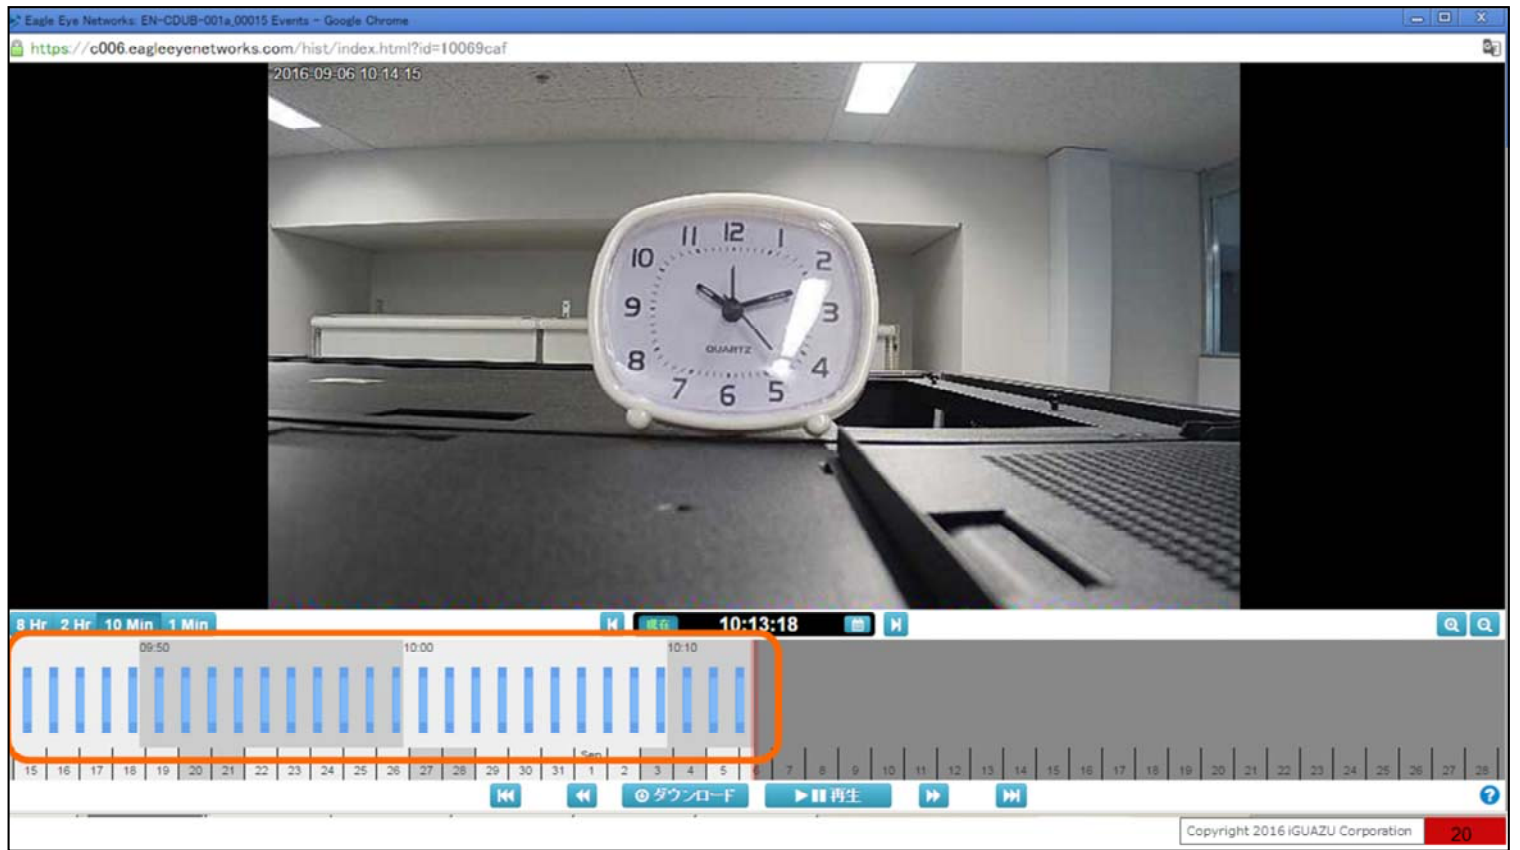 Eagle Eye Networks: EN-CDUB-001a_00015 Events - Google Chrome
https://c006.eagleeyenetworks.com/hist/index.html?id=10069caf
2016-09-06 10:14:15
11 12 1
10 2
9 3
QUARTZ
8 4
7 6 5
8 Hr 2 Hr 10 Min 1 Min 現在 10:13:18
09:50 10:00 10:10
Sep
15 16 17 18 19 20 21 22 23 24 25 26 27 28 29 30 31 1 2 3 4 5 6 7 8 9 10 11 12 13 14 15 16 17 18 19 20 21 22 23 24 25 26 27 28
ダウンロード 再生 ?
Copyright 2016 iGUAZU Corporation 20